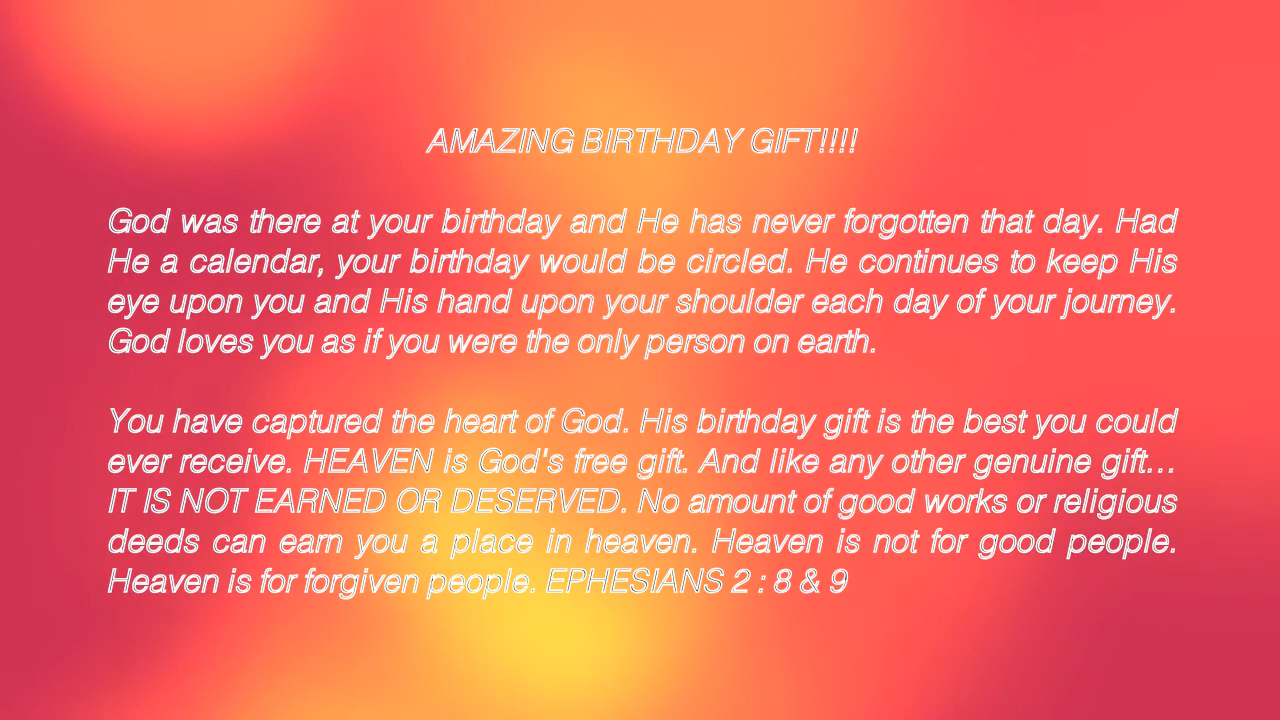 AMAZING BIRTHDAY GIFT!!!!
God was there at your birthday and He has never forgotten that day. Had
He a calendar, your birthday would be circled. He continues to keep His
eye upon you and His hand upon your shoulder each day of your journey.
God loves you as if you were the only person on earth.
You have captured the heart of God. His birthday gift is the best you could
ever receive. HEAVEN is God's free gift. And like any other genuine gift...
IT IS NOT EARNED OR DESERVED. No amount of good works or religious
deeds can earn you a place in heaven. Heaven is not for good people.
Heaven is for forgiven people. EPHESIANS 2 : 8 & 9